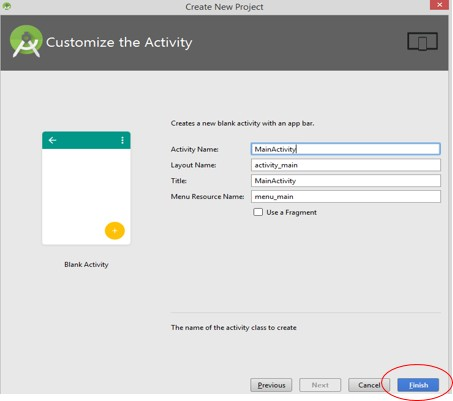 Create New Project
Customize the Activity
Creates a new blank activity with an app bar.
Activity Name: MainActivity
Layout Name: activity_main
Title: MainActivity
Menu Resource Name: menu_main
Use a Fragment
Blank Activity
The name of the activity class to create
Previous Next Cancel Finish